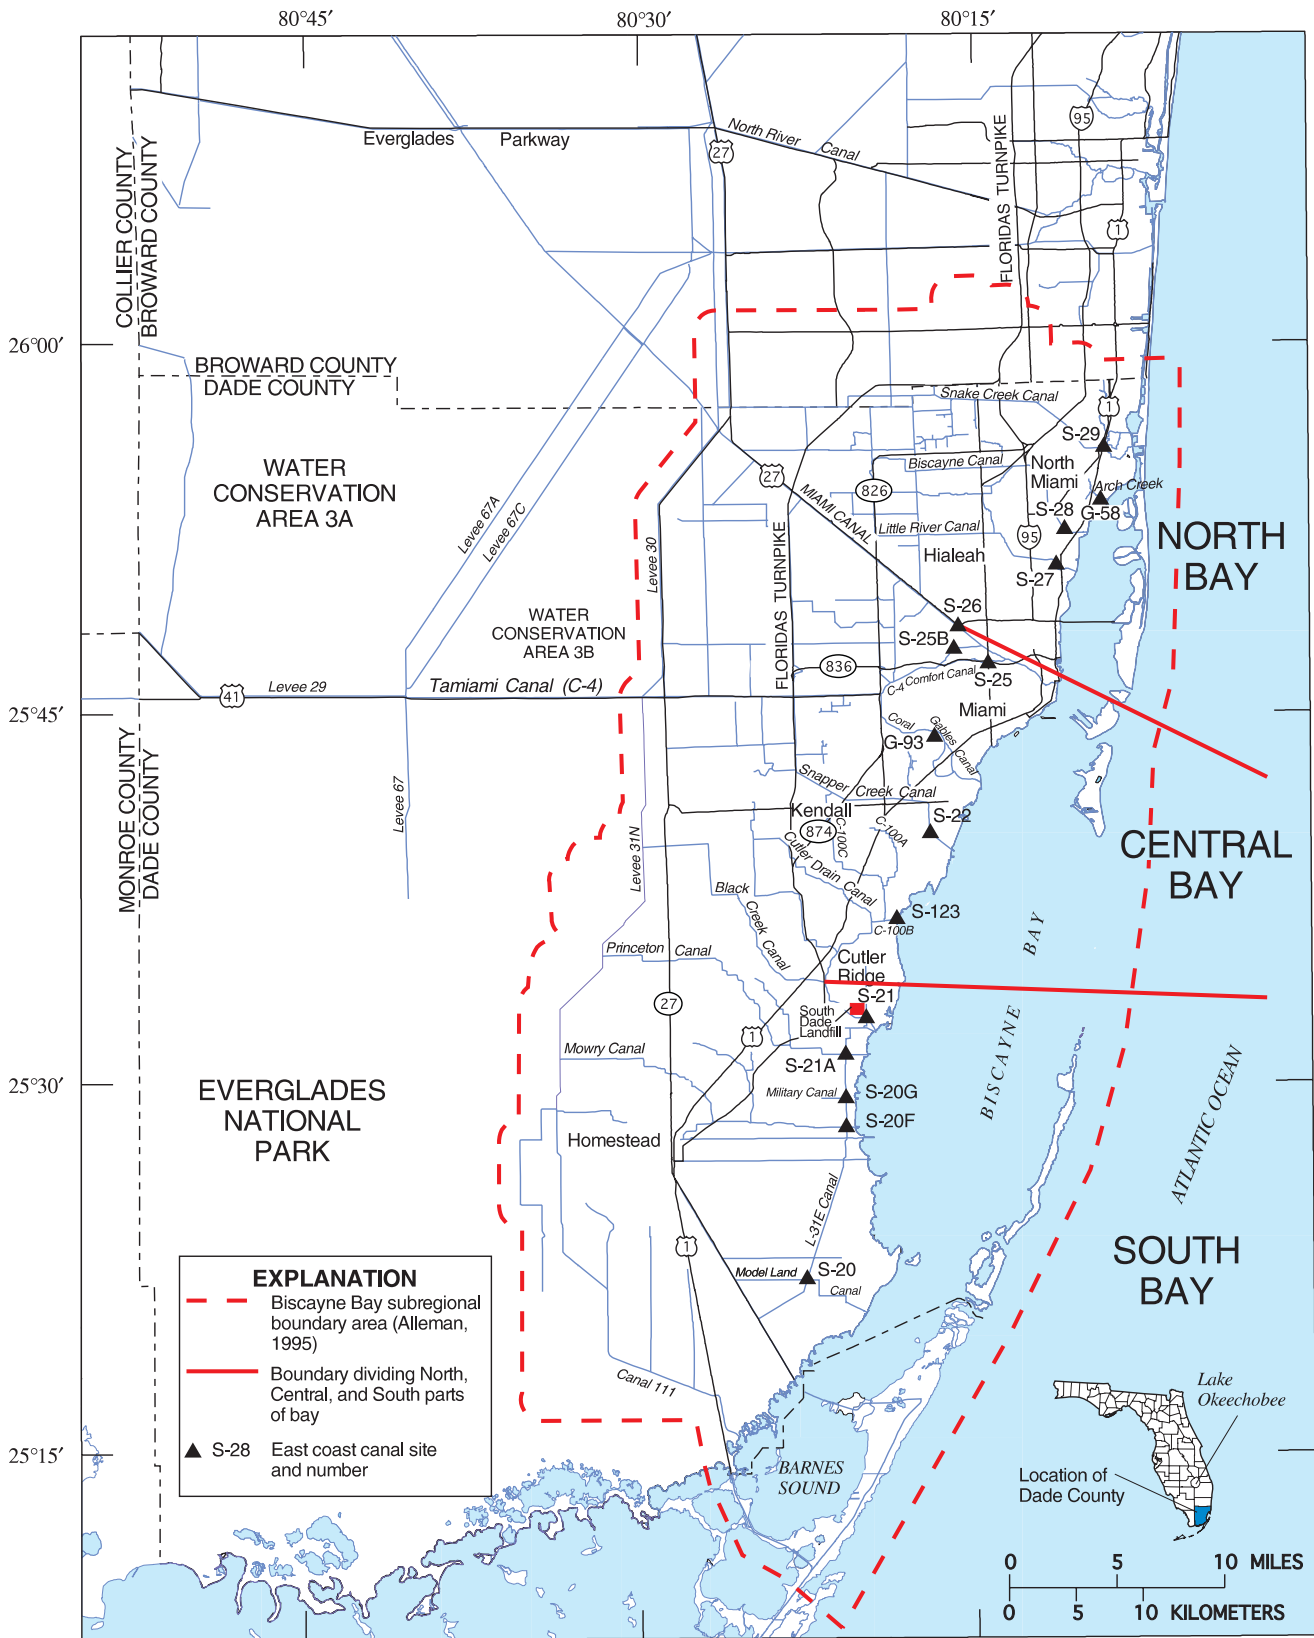 80°45′
80°30′
80°15′
95
North River Canal
Everglades Parkway
27
FLORIDAS TURNPIKE
COLLIER COUNTY
BROWARD COUNTY
1
26°00′
BROWARD COUNTY
DADE COUNTY
Snake Creek Canal
1
S-29
WATER
CONSERVATION
AREA 3A
Biscayne Canal
North
Miami
27
826
Arch Creek
MIAMI CANAL
S-28
G-58
Levee 67A
Levee 67C
Little River Canal
95
NORTH
BAY
Levee 30
FLORIDAS TURNPIKE
Hialeah
S-27
S-26
WATER
CONSERVATION
AREA 3B
S-25B
836
S-25
C-4
Comfort Canal
Levee 29
Tamiami Canal (C-4)
41
Miami
25°45′
Coral Gables Canal
G-93
MONROE COUNTY
DADE COUNTY
Levee 67
Snapper Creek Canal
Kendall
874
C-100C
C-100A
S-22
Levee 31N
Cutler Drain Canal
CENTRAL
BAY
Black Creek Canal
S-123
C-100B
Princeton Canal
Cutler
Ridge
BISCAYNE BAY
27
S-21
South
Dade
Landfill
1
Mowry Canal
S-21A
25°30′
EVERGLADES
NATIONAL
PARK
Military Canal
S-20G
S-20F
Homestead
ATLANTIC OCEAN
L-31E Canal
1
SOUTH
BAY
Model Land Canal
S-20
EXPLANATION
Biscayne Bay subregional
boundary area (Alleman,
1995)
Boundary dividing North,
Central, and South parts
of bay
S-28 East coast canal site
and number
Canal 111
Lake
Okeechobee
25°15′
BARNES
SOUND
Location of
Dade County
0 5 10 MILES
0 5 10 KILOMETERS